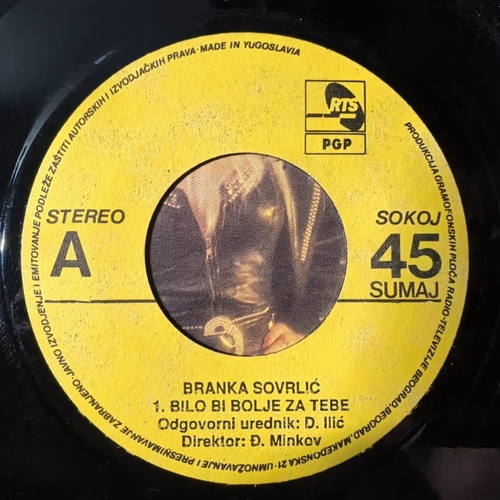 JAVNO IZVODJENJE I EMITOVANJE PODLEŽE ZAŠTITI AUTORSKIH I IZVODJAČKIH PRAVA·MADE IN YUGOSLAVIA
RTS
PGP
STEREO
A
SOKOJ
45
SUMAJ
BRANKA SOVRLIĆ
1. BILO BI BOLJE ZA TEBE
Odgovorni urednik: D. Ilić
Direktor: Đ. Minkov
PRODUKCIJA GRAMOFONSKIH PLOČA RADIO-TELEVIZIJE BEOGRAD, BEOGRAD, MAKEDONSKA 21·UMNOŽAVANJE I PRESNIMAVANJE ZABRANJENO·